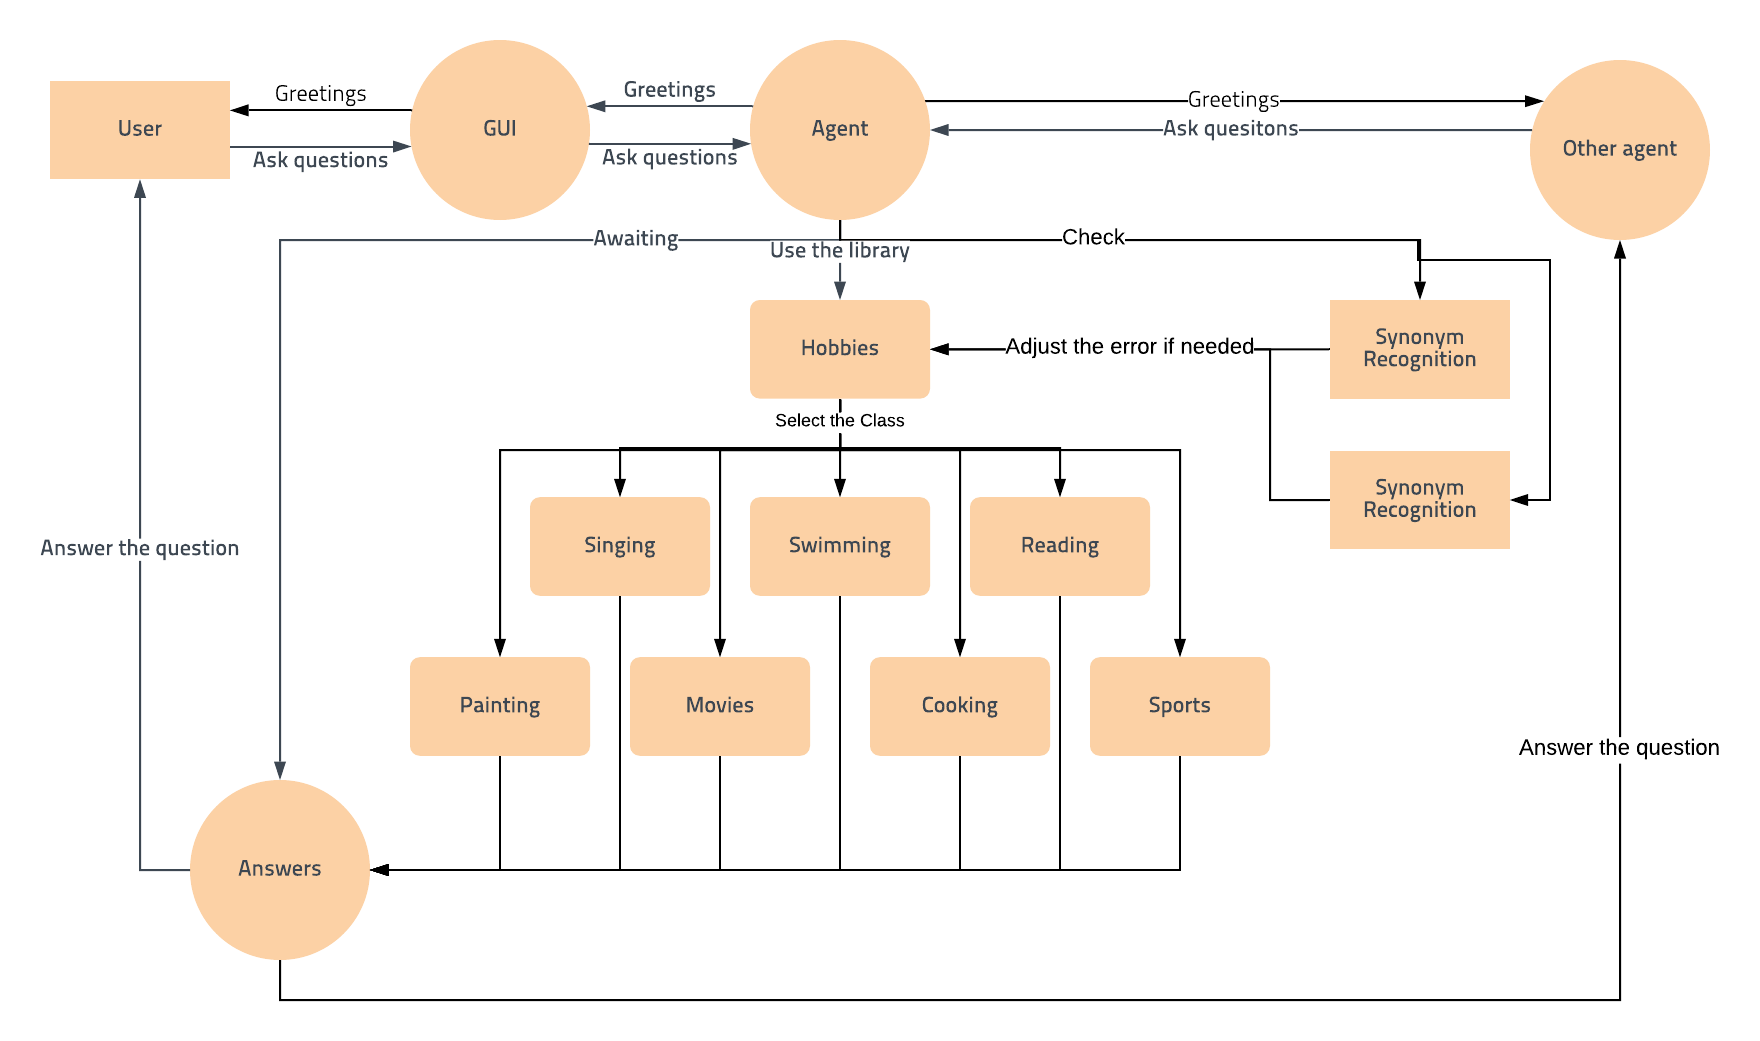 Greetings
Greetings
Greetings
User
GUI
Agent
Ask quesitons
Other agent
Ask questions
Ask questions
Awaiting
Check
Use the library
Hobbies
Adjust the error if needed
Synonym
Recognition
Select the Class
Synonym
Recognition
Singing
Swimming
Reading
Answer the question
Painting
Movies
Cooking
Sports
Answer the question
Answers